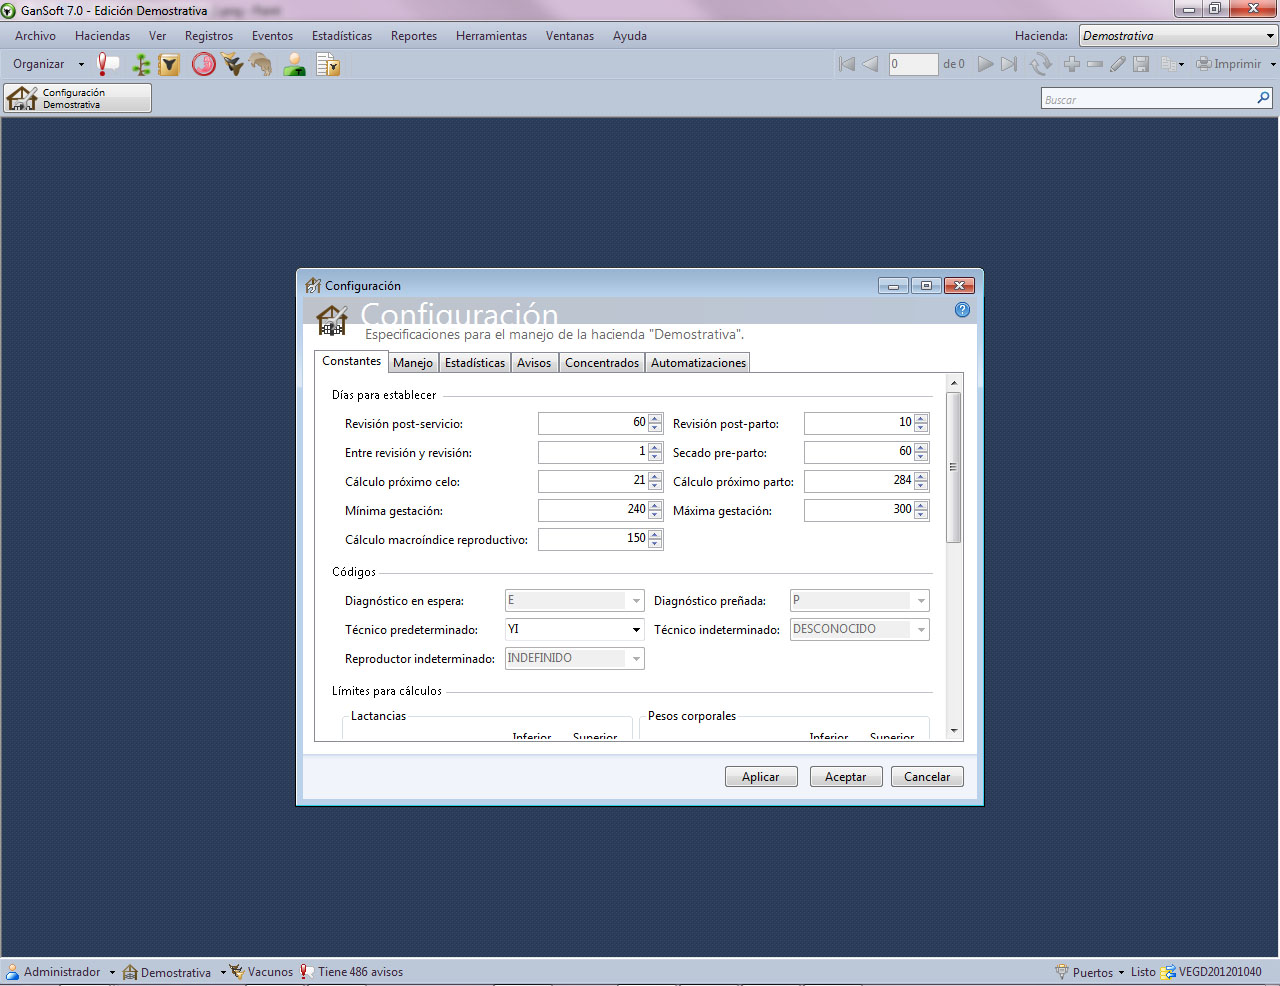 GanSoft 7.0 - Edición Demostrativa
Archivo Haciendas Ver Registros Eventos Estadísticas Reportes Herramientas Ventanas Ayuda Hacienda: Demostrativa
Organizar 0 de 0 Imprimir
Configuración
Demostrativa
Buscar
Configuración
Configuración
Especificaciones para el manejo de la hacienda "Demostrativa".
Constantes Manejo Estadísticas Avisos Concentrados Automatizaciones
Días para establecer
Revisión post-servicio: 60 Revisión post-parto: 10
Entre revisión y revisión: 1 Secado pre-parto: 60
Cálculo próximo celo: 21 Cálculo próximo parto: 284
Mínima gestación: 240 Máxima gestación: 300
Cálculo macroíndice reproductivo: 150
Códigos
Diagnóstico en espera: E Diagnóstico preñada: P
Técnico predeterminado: YI Técnico indeterminado: DESCONOCIDO
Reproductor indeterminado: INDEFINIDO
Límites para cálculos
Lactancias Pesos corporales
Inferior Superior Inferior Superior
Aplicar Aceptar Cancelar
Administrador Demostrativa Vacunos Tiene 486 avisos Puertos Listo VEGD201201040